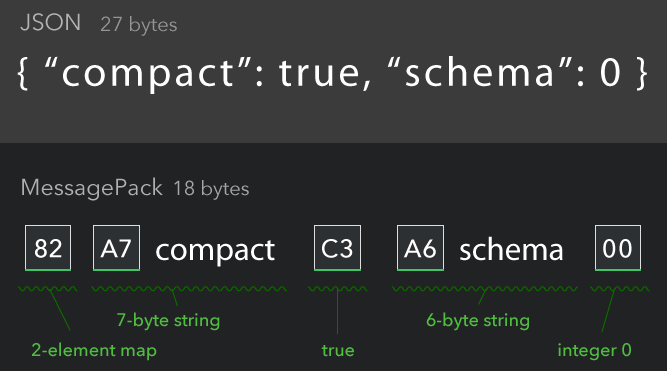 JSON 27 bytes
{ “compact”: true, “schema”: 0 }
MessagePack 18 bytes
82 A7 compact C3 A6 schema 00
7-byte string 6-byte string
2-element map true integer 0